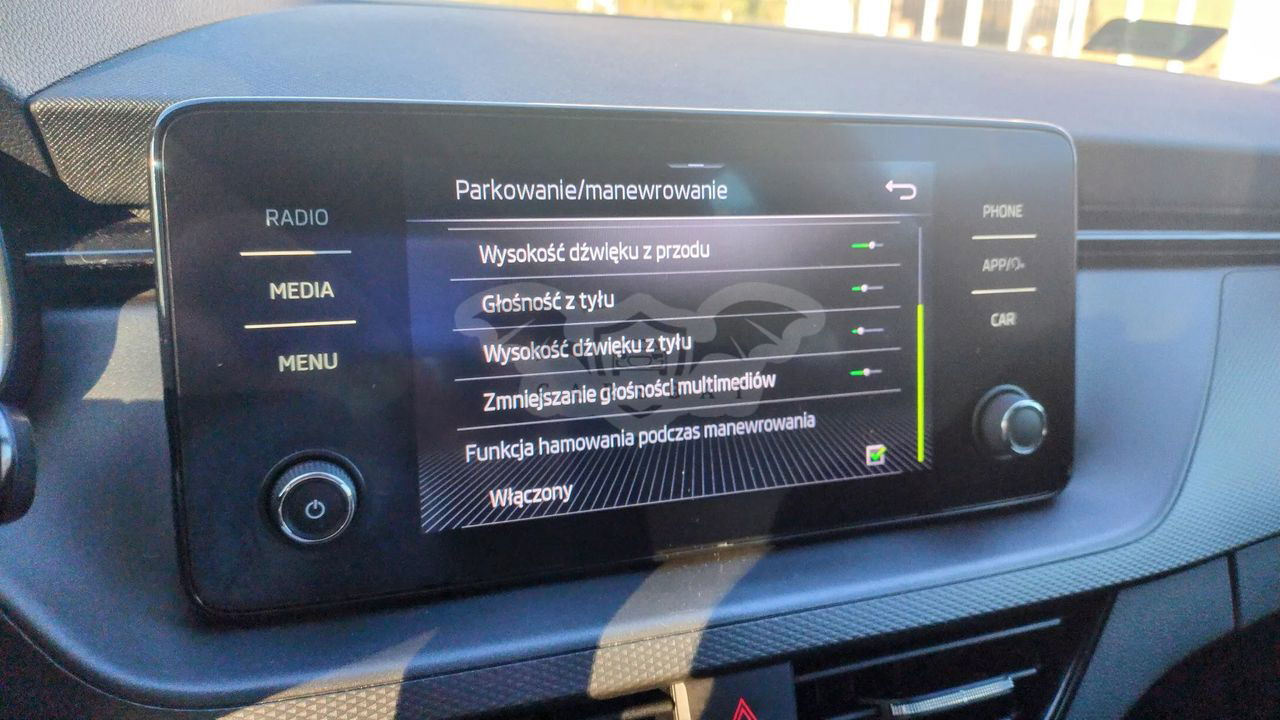 Parkowanie/manewrowanie
RADIO
MEDIA
MENU
Wysokość dźwięku z przodu
Głośność z tyłu
Wysokość dźwięku z tyłu
Zmniejszanie głośności multimediów
Funkcja hamowania podczas manewrowania
Włączony
PHONE
APP/
CAR